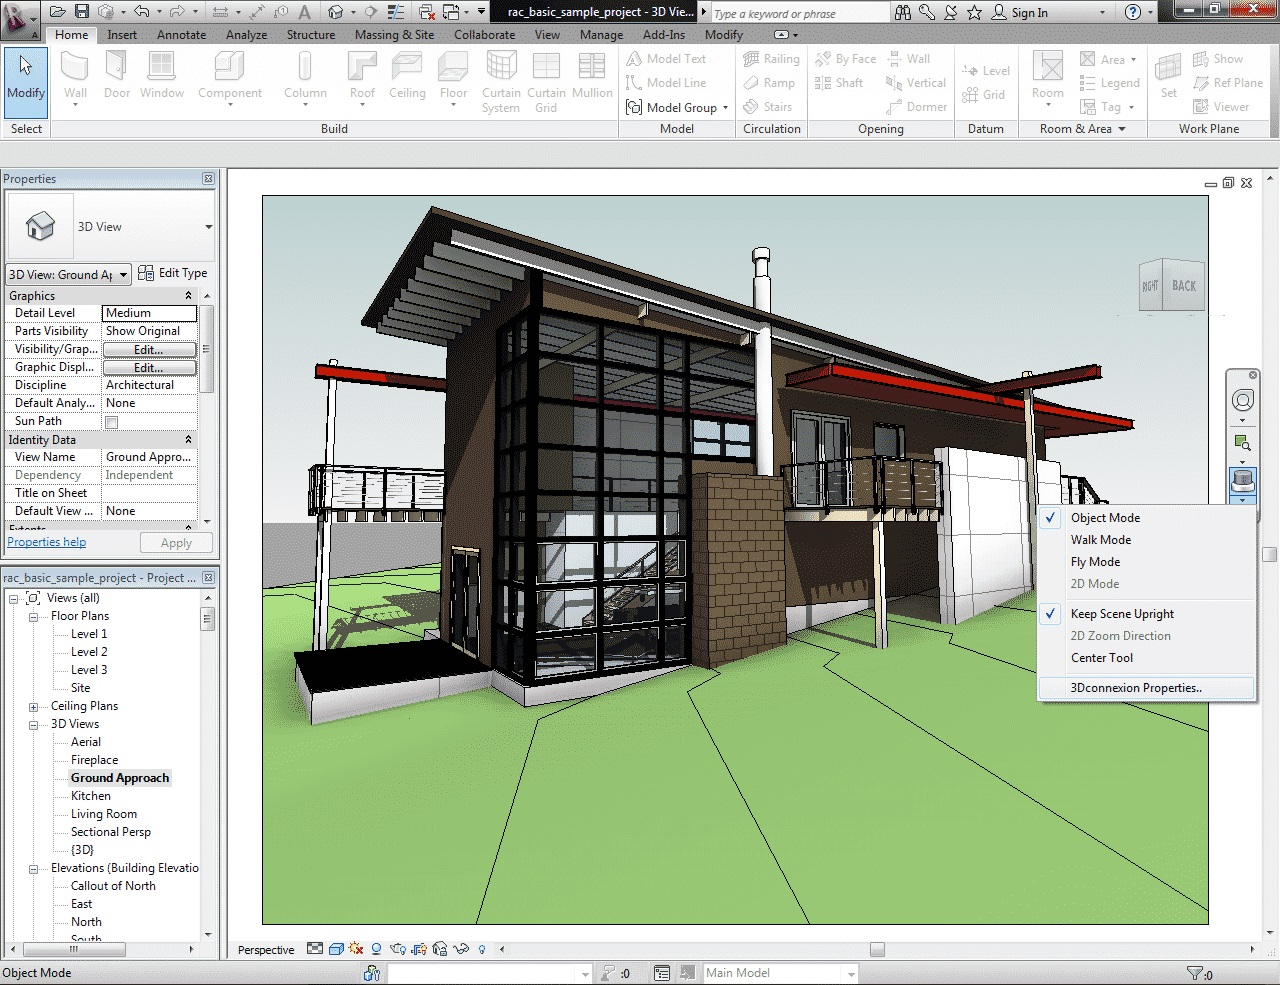 rac_basic_sample_project - 3D Vie...
Type a keyword or phrase
Sign In
Home Insert Annotate Analyze Structure Massing & Site Collaborate View Manage Add-Ins Modify
Modify
Wall
Door
Window
Component
Column
Roof
Ceiling
Floor
Curtain System
Curtain Grid
Mullion
Model Text
Model Line
Model Group
Railing
Ramp
Stairs
By Face
Shaft
Wall
Vertical
Dormer
Level
Grid
Room
Area
Legend
Tag
Set
Show
Ref Plane
Viewer
Select Build Model Circulation Opening Datum Room & Area Work Plane
Properties
3D View
3D View: Ground Ap
Edit Type
Graphics
Detail Level Medium
Parts Visibility Show Original
Visibility/Grap... Edit...
Graphic Displ... Edit...
Discipline Architectural
Default Analy... None
Sun Path
Identity Data
View Name Ground Appro...
Dependency Independent
Title on Sheet
Default View ... None
Extents
Properties help
Apply
rac_basic_sample_project - Project ...
Views (all)
Floor Plans
Level 1
Level 2
Level 3
Site
Ceiling Plans
3D Views
Aerial
Fireplace
Ground Approach
Kitchen
Living Room
Sectional Persp
{3D}
Elevations (Building Elevatio
Callout of North
East
North
South
RIGHT BACK
Object Mode
Walk Mode
Fly Mode
2D Mode
Keep Scene Upright
2D Zoom Direction
Center Tool
3Dconnexion Properties..
Perspective
Object Mode
:0
Main Model
:0